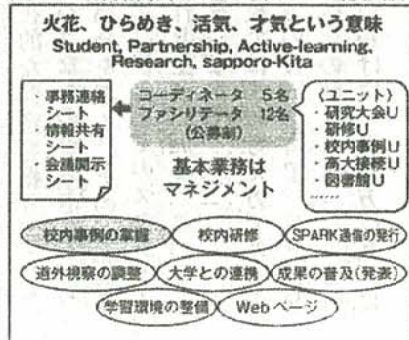 火花、ひらめき、活気、才気という意味
Student, Partnership, Active-learning,
Research, sapporo-Kita
・事務連絡
シート
・情報共有
シート
・会議開示
シート
コーディネータ 5名
ファシリテータ 12名
(公募制)
基本業務は
マネジメント
〈ユニット〉
・研究大会U
・研修U
・校内事例U
・高大接続U
・図書館U
……
校内事例の掌握
校内研修
SPARK通信の発行
道外視察の調整
大学との連携
成果の普及(発表)
学習環境の整備
Webページ